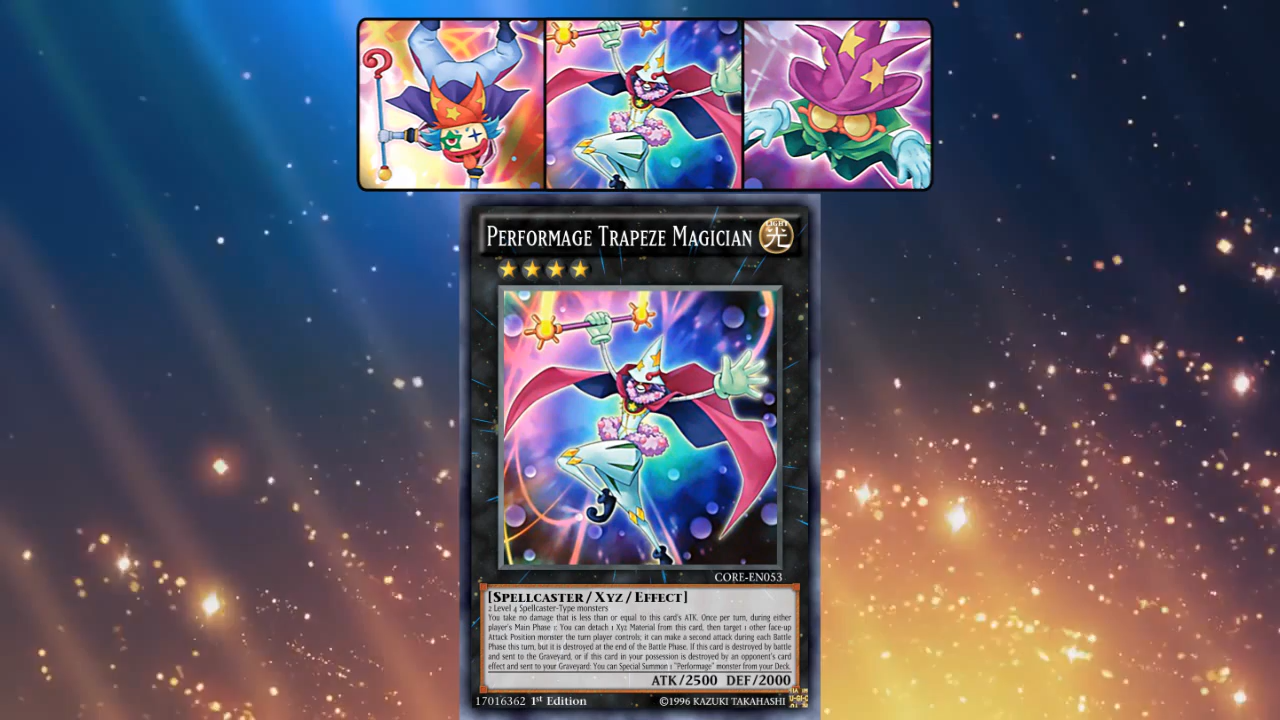 PERFORMAGE TRAPEZE MAGICIAN
LIGHT
光
CORE-EN053
[SPELLCASTER / XYZ / EFFECT]
2 Level 4 Spellcaster-Type monsters
You take no damage that is less than or equal to this card's ATK. Once per turn, during either
player's Main Phase 1: You can detach 1 Xyz Material from this card, then target 1 other face-up
Attack Position monster the turn player controls; it can make a second attack during each Battle
Phase this turn, but it is destroyed at the end of the Battle Phase. If this card is destroyed by battle
and sent to the Graveyard, or if this card in your possession is destroyed by an opponent's card
effect and sent to your Graveyard: You can Special Summon 1 "Performage" monster from your Deck.
ATK/2500 DEF/2000
17016362 1st Edition ©1996 KAZUKI TAKAHASHI